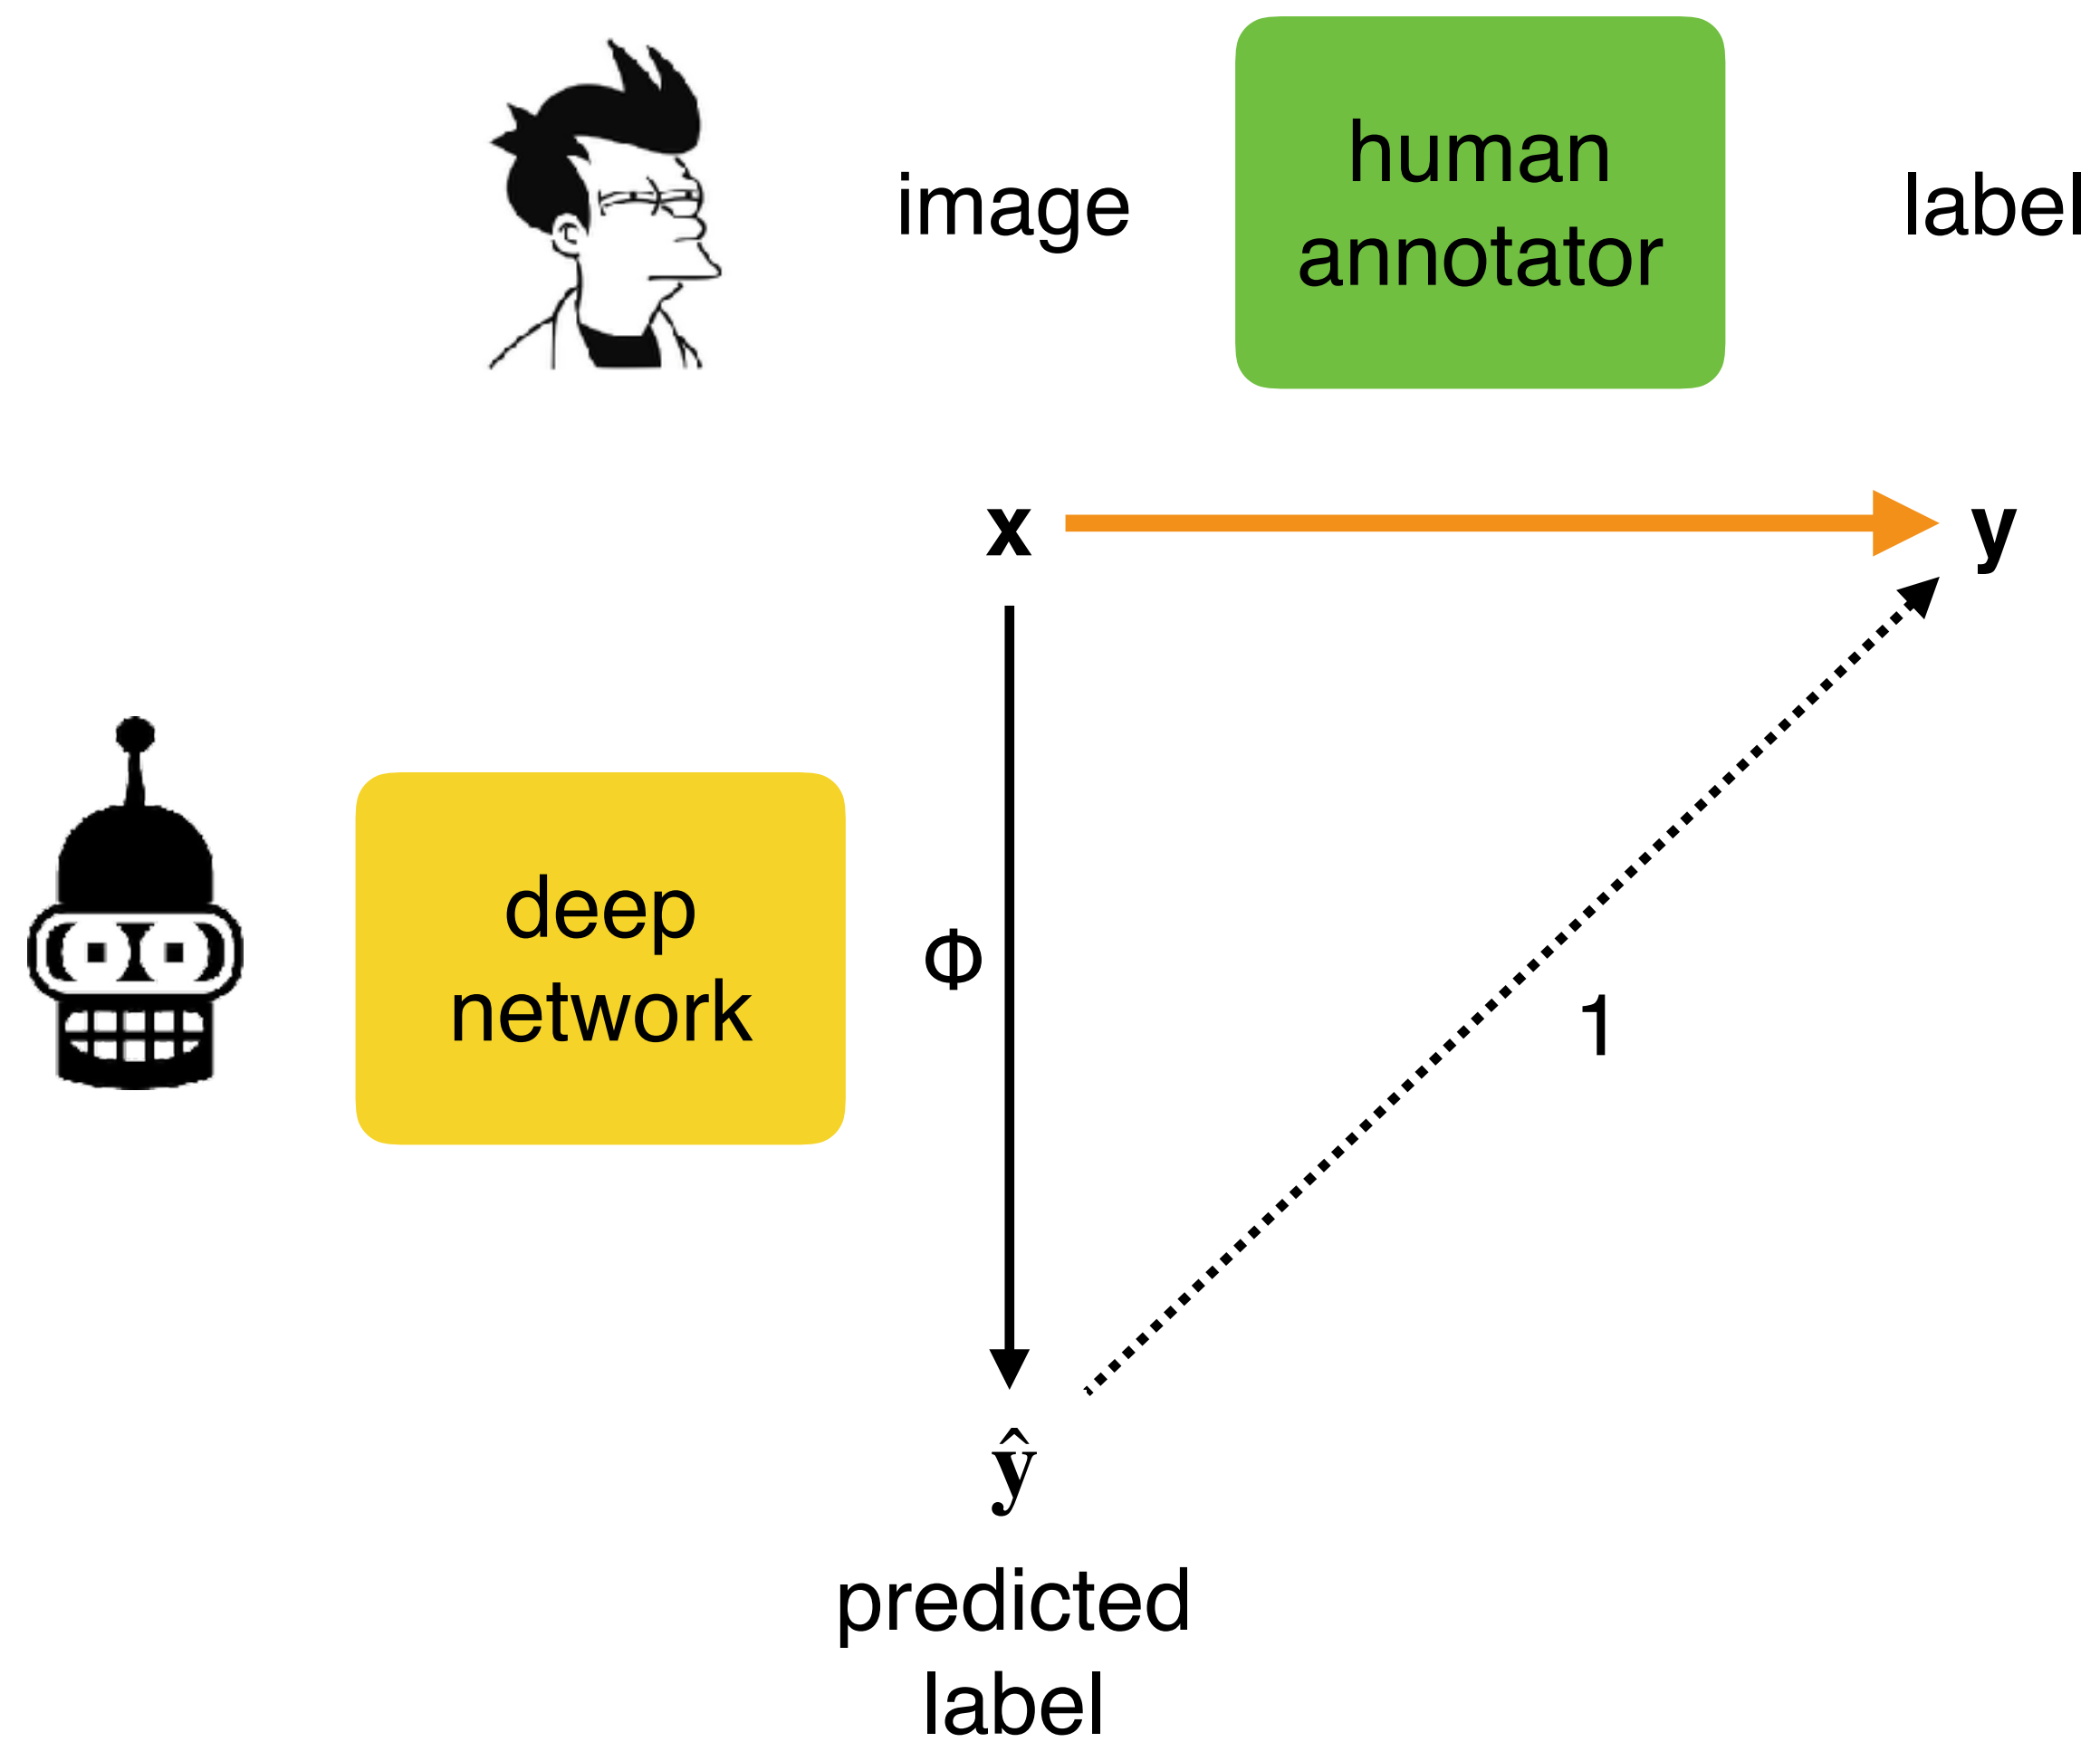 image
human
annotator
label
x
y
deep
network
Φ
1
ŷ
predicted
label